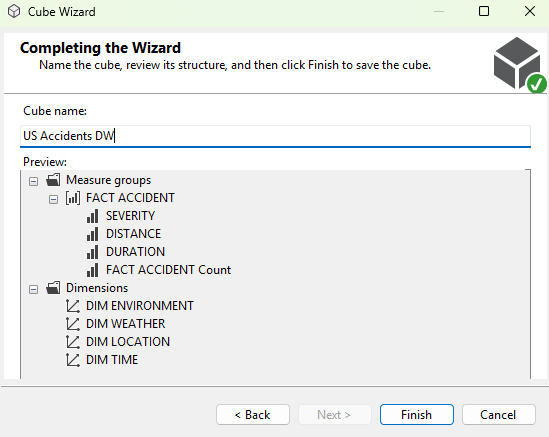 Cube Wizard
Completing the Wizard
Name the cube, review its structure, and then click Finish to save the cube.
Cube name:
US Accidents DW
Preview:
Measure groups
FACT ACCIDENT
SEVERITY
DISTANCE
DURATION
FACT ACCIDENT Count
Dimensions
DIM ENVIRONMENT
DIM WEATHER
DIM LOCATION
DIM TIME
< Back Next > Finish Cancel